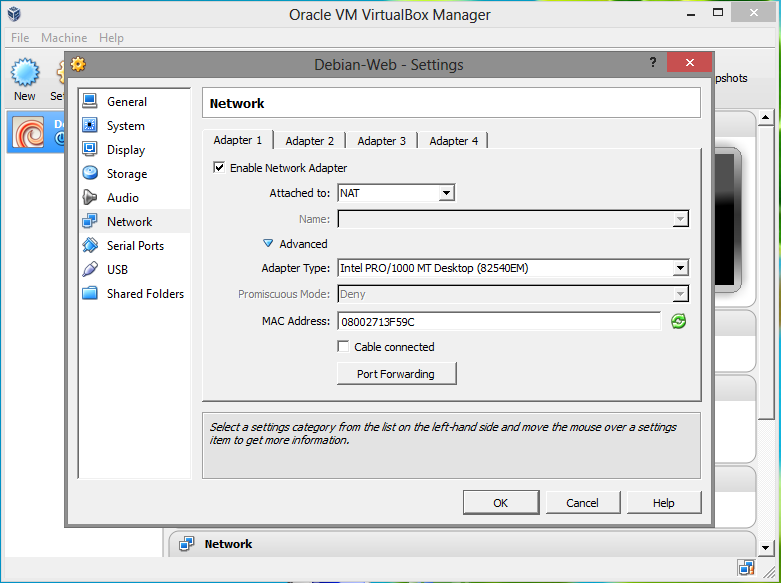 Oracle VM VirtualBox Manager
File Machine Help
New
Debian-Web - Settings
?
General
System
Display
Storage
Audio
Network
Serial Ports
USB
Shared Folders
Network
Adapter 1 Adapter 2 Adapter 3 Adapter 4
Enable Network Adapter
Attached to: NAT
Name:
Advanced
Adapter Type: Intel PRO/1000 MT Desktop (82540EM)
Promiscuous Mode: Deny
MAC Address: 08002713F59C
Cable connected
Port Forwarding
Select a settings category from the list on the left-hand side and move the mouse over a settings
item to get more information.
OK Cancel Help
Network